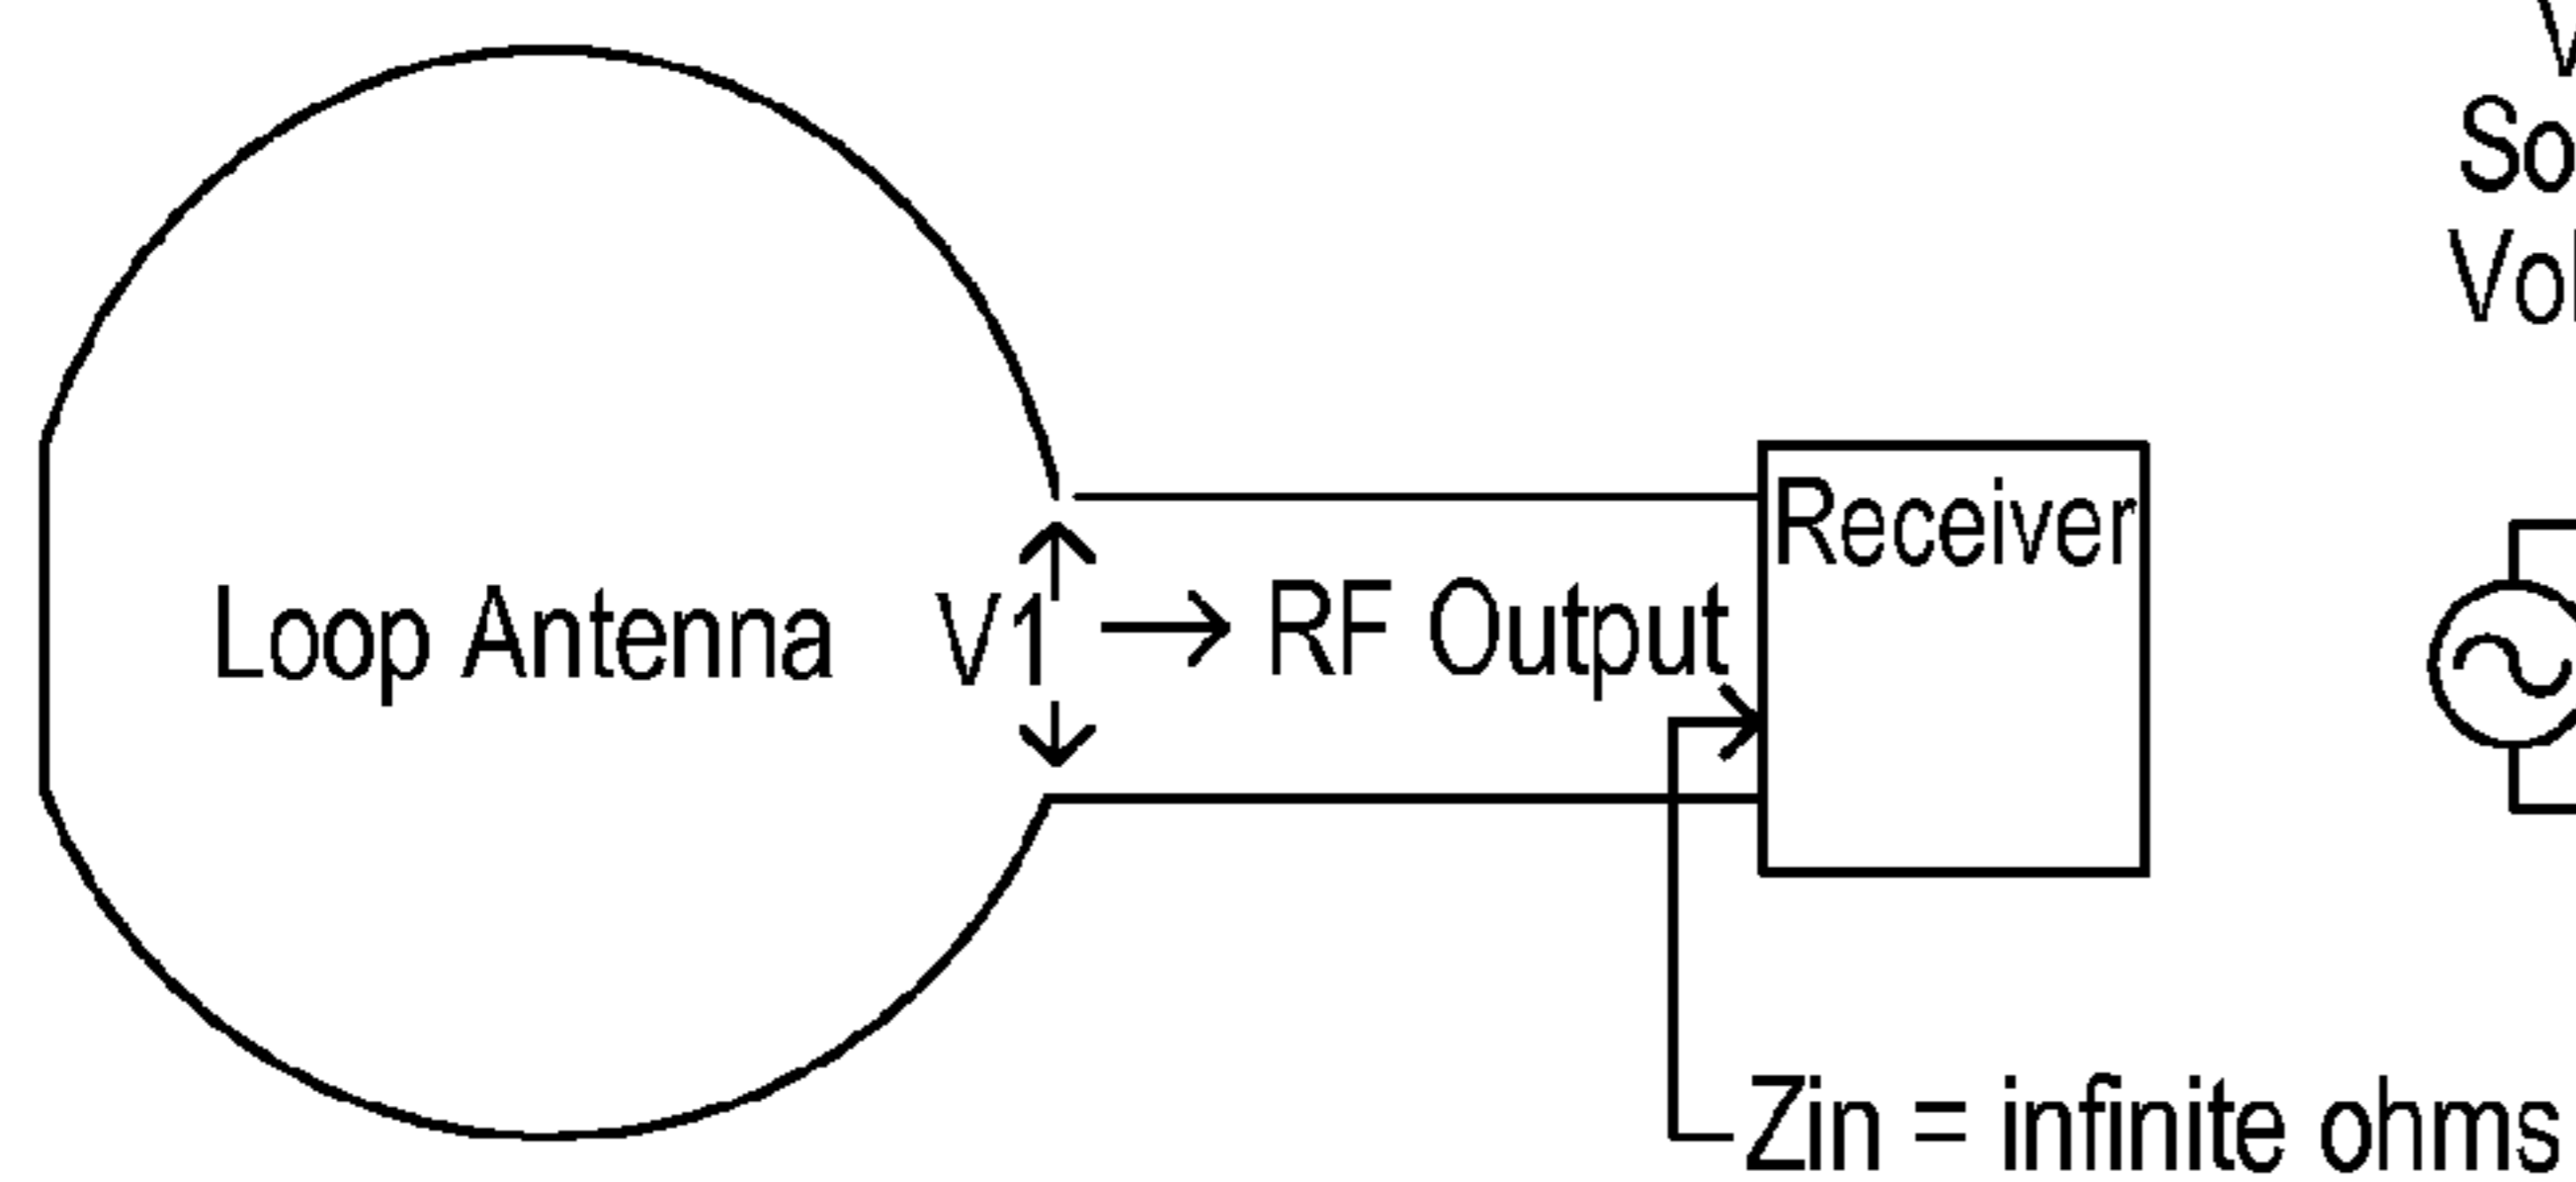 Receiver
Loop Antenna V1 RF Output
Zin = infinite ohms